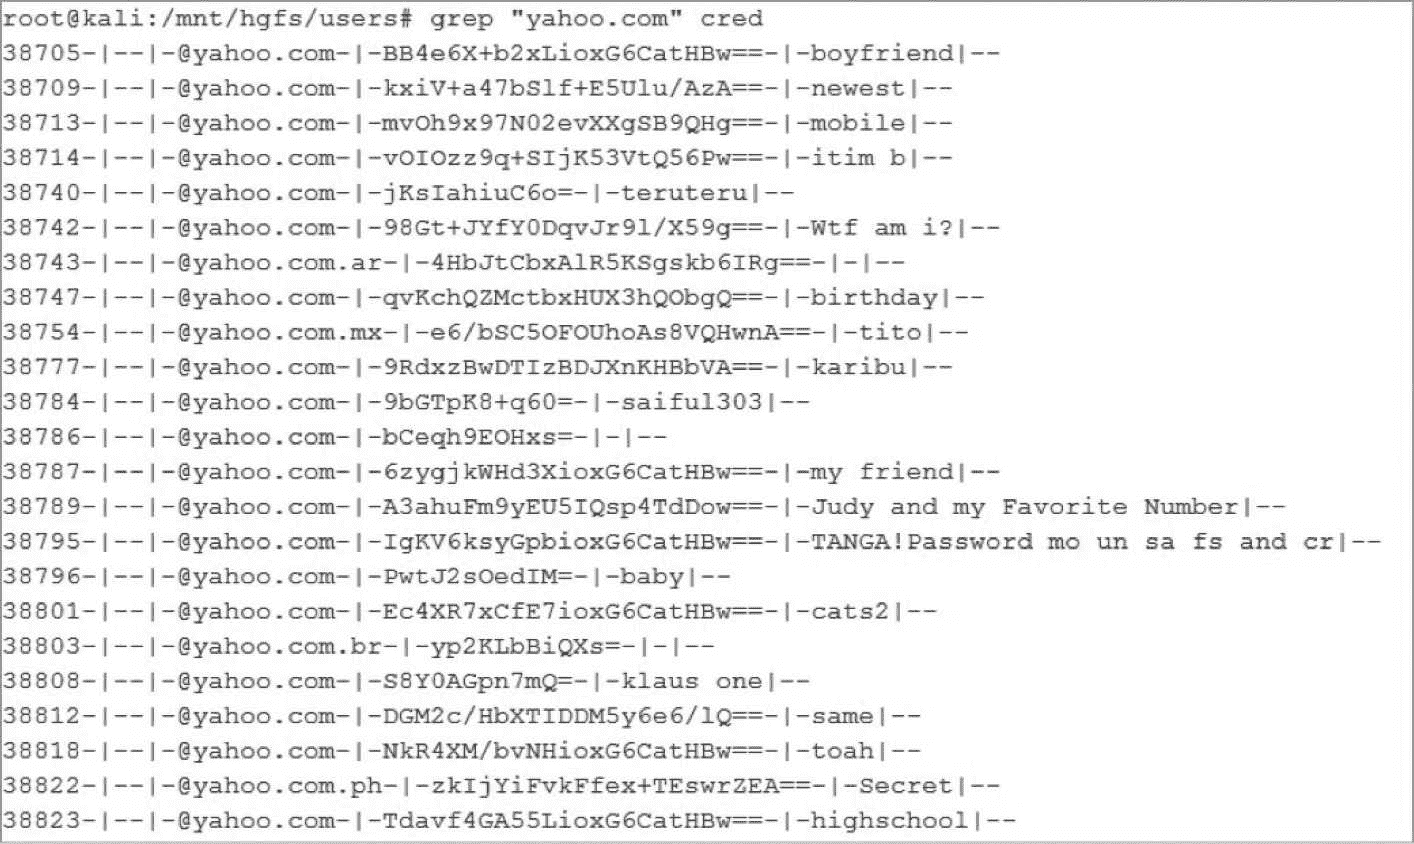 root@kali:/mnt/hgfs/users# grep "yahoo.com" cred
38705-|--|-@yahoo.com-|-BB4e6X+b2xLioxG6CatHBw==-|-boyfriend|--
38709-|--|-@yahoo.com-|-kxiV+a47bSlf+E5Ulu/AzA==-|-newest|--
38713-|--|-@yahoo.com-|-mvOh9x97N02evXXgSB9QHg==-|-mobile|--
38714-|--|-@yahoo.com-|-vOIOzz9q+SIjK53VtQ56Pw==-|-itim b|--
38740-|--|-@yahoo.com-|-jKsIahiuC6o=-|-teruteru|--
38742-|--|-@yahoo.com-|-98Gt+JYfY0DqvJr9l/X59g==-|-Wtf am i?|--
38743-|--|-@yahoo.com.ar-|-4HbJtCbxAlR5KSgskb6IRg==-|-|--
38747-|--|-@yahoo.com-|-qvKchQZMctbxHUX3hQObgQ==-|-birthday|--
38754-|--|-@yahoo.com.mx-|-e6/bSC5OFOUhoAs8VQHwnA==-|-tito|--
38777-|--|-@yahoo.com-|-9RdxzBwDTIzBDJXnKHBbVA==-|-karibu|--
38784-|--|-@yahoo.com-|-9bGTpK8+q60=-|-saiful303|--
38786-|--|-@yahoo.com-|-bCeqh9EOHxs=-|-|--
38787-|--|-@yahoo.com-|-6zygjkWHd3XioxG6CatHBw==-|-my friend|--
38789-|--|-@yahoo.com-|-A3ahuFm9yEU5IQsp4TdDow==-|-Judy and my Favorite Number|--
38795-|--|-@yahoo.com-|-IgKV6ksyGpbioxG6CatHBw==-|-TANGA!Password mo un sa fs and cr|--
38796-|--|-@yahoo.com-|-PwtJ2sOedIM=-|-baby|--
38801-|--|-@yahoo.com-|-Ec4XR7xCfE7ioxG6CatHBw==-|-cats2|--
38803-|--|-@yahoo.com.br-|-yp2KLbBiQXs=-|-|--
38808-|--|-@yahoo.com-|-S8Y0AGpn7mQ=-|-klaus one|--
38812-|--|-@yahoo.com-|-DGM2c/HbXTIDDM5y6e6/lQ==-|-same|--
38818-|--|-@yahoo.com-|-NkR4XM/bvNHioxG6CatHBw==-|-toah|--
38822-|--|-@yahoo.com.ph-|-zkIjYiFvkFfex+TEswrZEA==-|-Secret|--
38823-|--|-@yahoo.com-|-Tdavf4GA55LioxG6CatHBw==-|-highschool|--